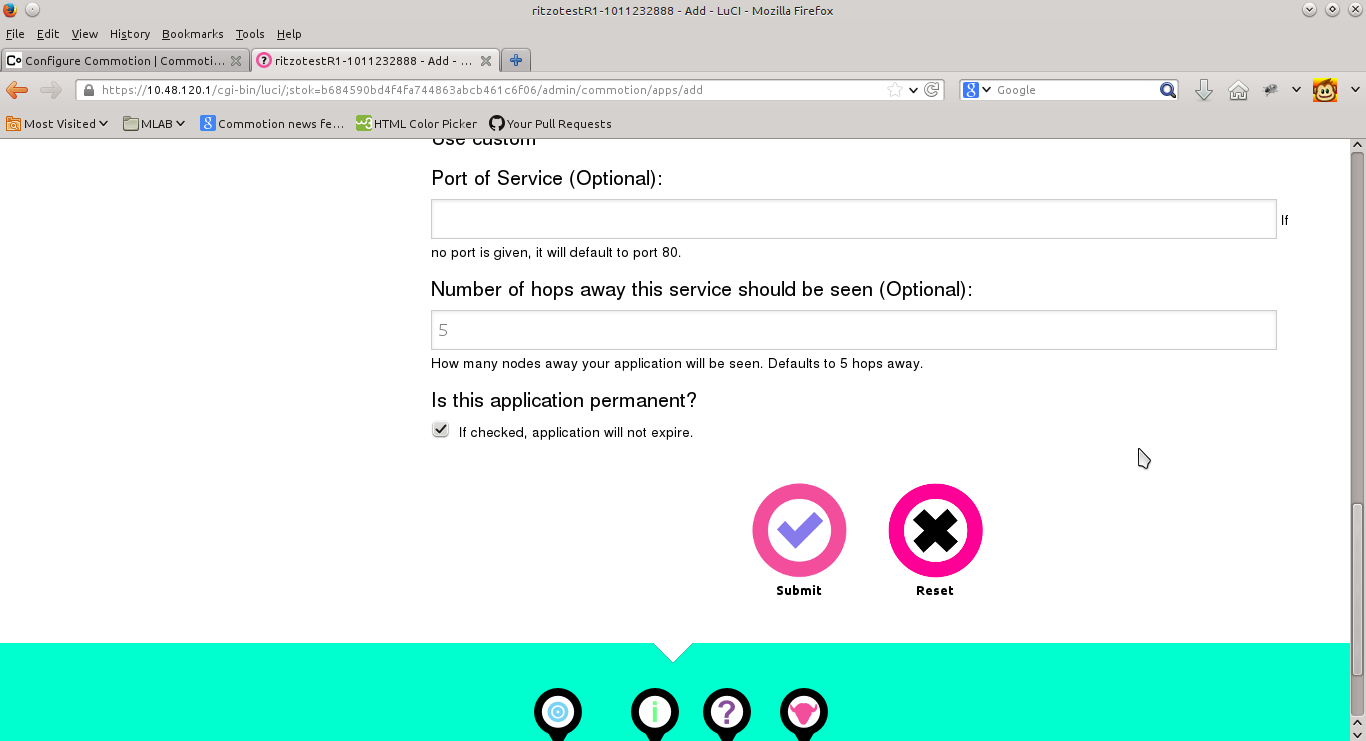 ritzotestR1-1011232888 - Add - LuCI - Mozilla Firefox
File Edit View History Bookmarks Tools Help
Configure Commotion | Commoti... ritzotestR1-1011232888 - Add - ...
https://10.48.120.1/cgi-bin/luci/;stok=b684590bd4f4fa744863abcb461c6f06/admin/commotion/apps/add Google
Most Visited MLAB Commotion news fe... HTML Color Picker Your Pull Requests
Use custom
Port of Service (Optional):
If
no port is given, it will default to port 80.
Number of hops away this service should be seen (Optional):
5
How many nodes away your application will be seen. Defaults to 5 hops away.
Is this application permanent?
If checked, application will not expire.
Submit Reset